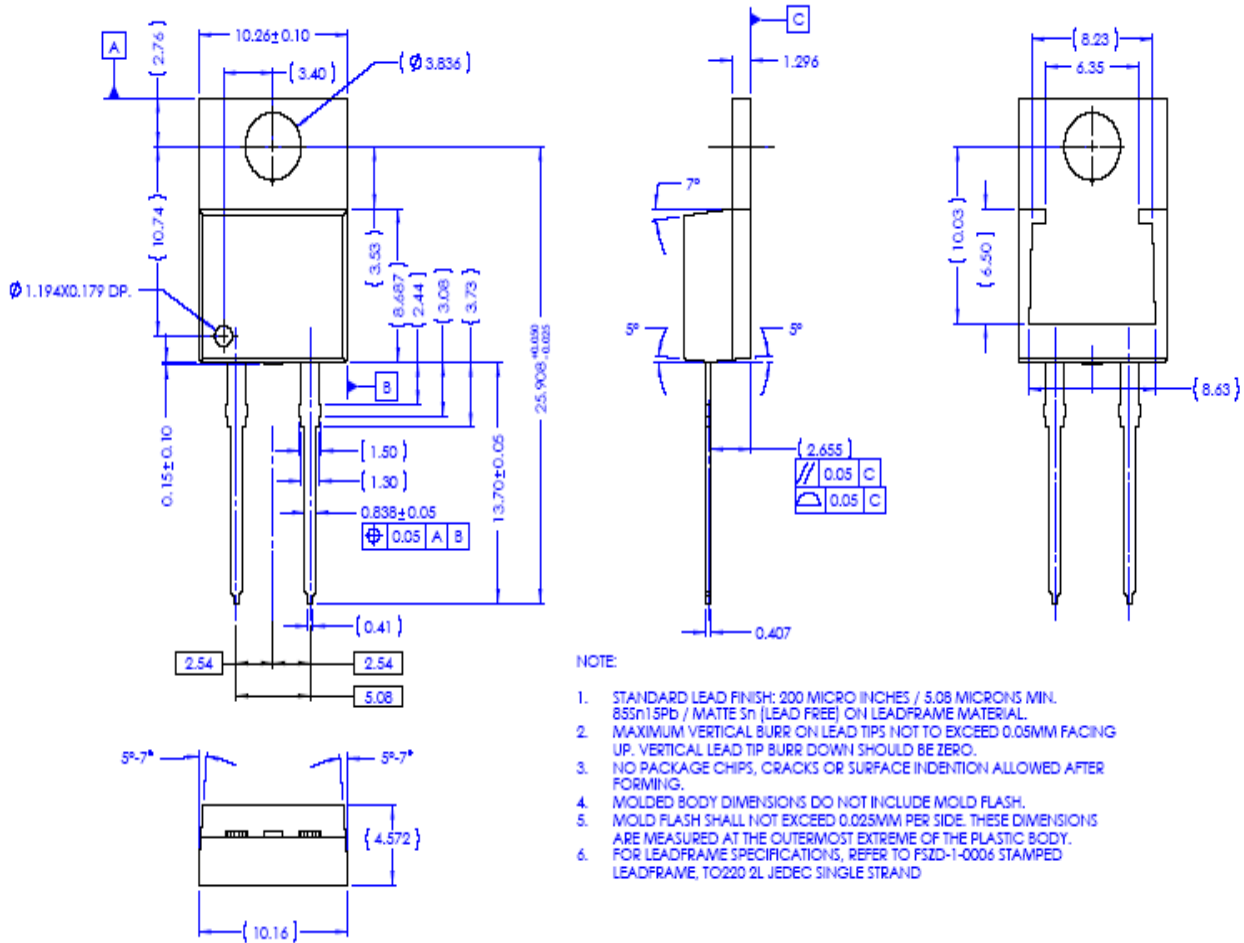 A
10.26±0.10
{ 2.76 }
{ 3.40 }
{ Ø 3.836 }
{ 10.74 }
Ø 1.194X0.179 DP.
{ 3.53 }
{ 8.687 }
{ 2.44 }
{ 3.08 }
{ 3.73 }
25.908 +0.050 -0.025
B
0.15±0.10
{ 1.50 }
{ 1.30 }
13.70±0.05
0.838±0.05
⌖ 0.05 A B
{ 0.41 }
2.54
2.54
5.08
C
1.296
7°
5°
5°
{ 2.655 }
// 0.05 C
⌓ 0.05 C
0.407
{ 8.23 }
6.35
{ 10.03 }
{ 6.50 }
{ 8.63 }
5°-7°
5°-7°
{ 4.572 }
{ 10.16 }
NOTE:
1. STANDARD LEAD FINISH: 200 MICRO INCHES / 5.08 MICRONS MIN.
85Sn15Pb / MATTE Sn (LEAD FREE) ON LEADFRAME MATERIAL.
2. MAXIMUM VERTICAL BURR ON LEAD TIPS NOT TO EXCEED 0.05MM FACING
UP. VERTICAL LEAD TIP BURR DOWN SHOULD BE ZERO.
3. NO PACKAGE CHIPS, CRACKS OR SURFACE INDENTION ALLOWED AFTER
FORMING.
4. MOLDED BODY DIMENSIONS DO NOT INCLUDE MOLD FLASH.
5. MOLD FLASH SHALL NOT EXCEED 0.025MM PER SIDE. THESE DIMENSIONS
ARE MEASURED AT THE OUTERMOST EXTREME OF THE PLASTIC BODY.
6. FOR LEADFRAME SPECIFICATIONS, REFER TO FSZD-1-0006 STAMPED
LEADFRAME, TO220 2L JEDEC SINGLE STRAND